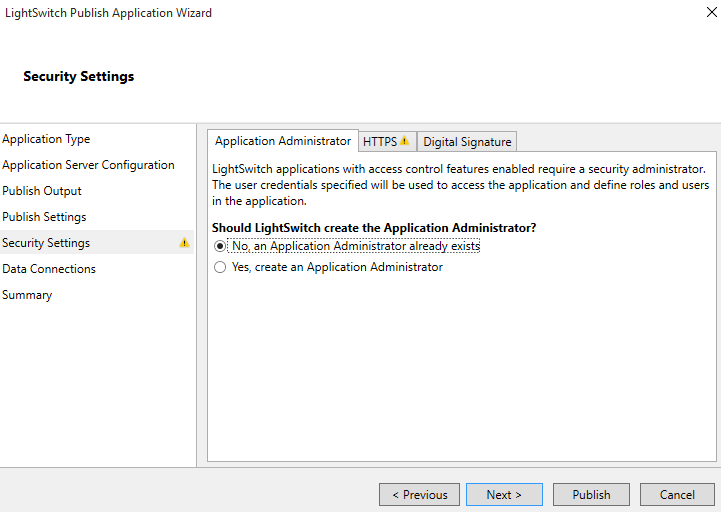 LightSwitch Publish Application Wizard
Security Settings
Application Type
Application Server Configuration
Publish Output
Publish Settings
Security Settings
Data Connections
Summary
Application Administrator
HTTPS
Digital Signature
LightSwitch applications with access control features enabled require a security administrator.
The user credentials specified will be used to access the application and define roles and users
in the application.
Should LightSwitch create the Application Administrator?
No, an Application Administrator already exists
Yes, create an Application Administrator
< Previous
Next >
Publish
Cancel